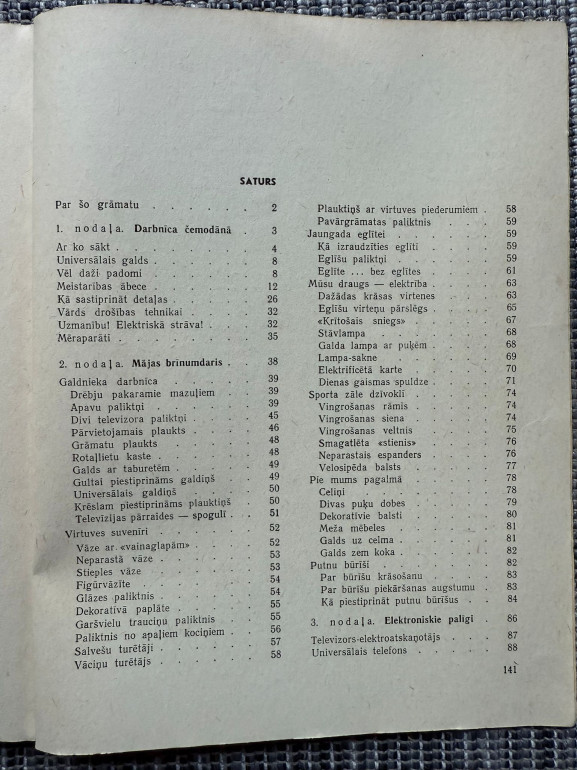 SATURS
Par šo grāmatu . . . . . . 2
1. nodaļa. Darbnīca čemodānā . 3
Ar ko sākt . . . . . . . 4
Universālais galds . . . . . 8
Vēl daži padomi . . . . . 8
Meistarības ābece . . . . . 12
Kā sastiprināt detaļas . . . . 26
Vārds drošības tehnikai . . . 32
Uzmanību! Elektriskā strāva! . . 32
Mēraparāti . . . . . . . 35
2. nodaļa. Mājas brīnumdaris . . 38
Galdnieka darbnīca . . . . . 39
Drēbju pakaramie mazuļiem . . 39
Apavu paliktņi . . . . . 39
Divi televizora paliktņi . . . 45
Pārvietojamais plaukts . . . 46
Grāmatu plaukts . . . . . 48
Rotaļlietu kaste . . . . . 48
Galds ar taburetēm . . . . 49
Gultai piestiprināms galdiņš . . 49
Universālais galdiņš . . . . 50
Krēslam piestiprināms plauktiņš . 50
Televīzijas pārraides — spogulī . . 51
Virtuves suvenīri . . . . . 52
Vāze ar «vainaglapām» . . . . 52
Neparastā vāze . . . . . 53
Stieples vāze . . . . . . 53
Figūrvāzīte . . . . . . 54
Glāzes paliktnis . . . . . 54
Dekoratīvā paplāte . . . . 55
Garšvielu trauciņu paliktnis . . 55
Paliktnis no apaļiem kociņiem . . 56
Salvešu turētāji . . . . . 57
Vāciņu turētājs . . . . . 58
Plauktiņš ar virtuves piederumiem . 58
Pavārgrāmatas paliktnis . . . 59
Jaungada eglītei . . . . . . 59
Kā izraudzīties eglīti . . . . 59
Eglīšu paliktņi . . . . . 59
Eglīte ... bez eglītes . . . . 61
Mūsu draugs — elektrība . . . . 63
Dažādas krāsas virtenes . . . 63
Eglīšu virteņu pārslēgs . . . . 65
«Krītošais sniegs» . . . . . 67
Stāvlampa . . . . . . . 68
Galda lampa ar puķēm . . . . 68
Lampa-sakne . . . . . . 69
Elektrificētā karte . . . . . 70
Dienas gaismas spuldze . . . . 71
Sporta zāle dzīvoklī . . . . . 74
Vingrošanas rāmis . . . . . 74
Vingrošanas siena . . . . . 74
Vingrošanas veltnis . . . . . 75
Smagatlēta «stienis» . . . . 76
Neparastais espanders . . . . 76
Velosipēda balsts . . . . . 77
Pie mums pagalmā . . . . . 78
Celiņi . . . . . . . . 78
Divas puķu dobes . . . . . 79
Dekoratīvie balsti . . . . . 80
Meža mēbeles . . . . . . 81
Galds uz celma . . . . . . 81
Galds zem koka . . . . . . 82
Putnu būrīši . . . . . . . 82
Par būrīšu krāsošanu . . . . 83
Par būrīšu piekāršanas augstumu . 83
Kā piestiprināt putnu būrīšus . . 84
3. nodaļa. Elektroniskie palīgi . 86
Televizors-elektroatskaņotājs . . . 87
Universālais telefons . . . . . 88
141